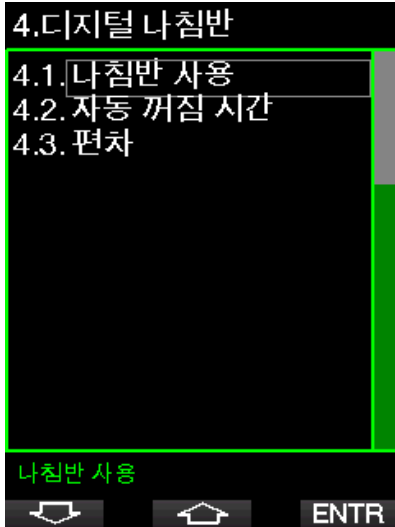 4.디지털 나침반
4.1. 나침반 사용
4.2. 자동 꺼짐 시간
4.3. 편차
나침반 사용
ENTR